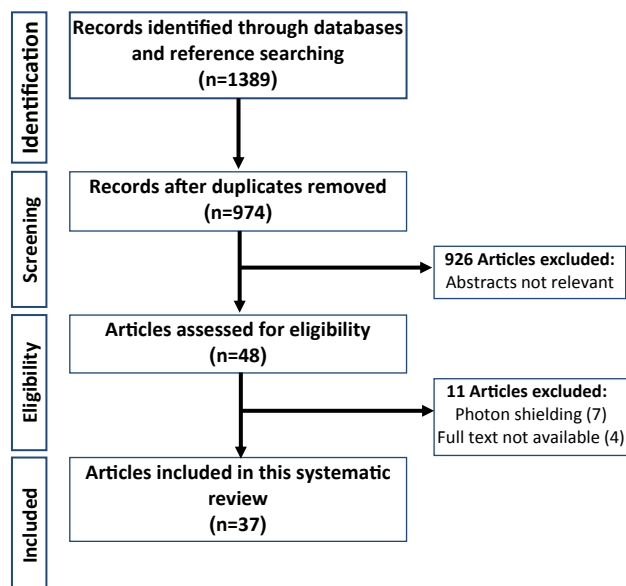 Identification
Records identified through databases
and reference searching
(n=1389)
Screening
Records after duplicates removed
(n=974)
926 Articles excluded:
Abstracts not relevant
Eligibility
Articles assessed for eligibility
(n=48)
11 Articles excluded:
Photon shielding (7)
Full text not available (4)
Included
Articles included in this systematic
review
(n=37)